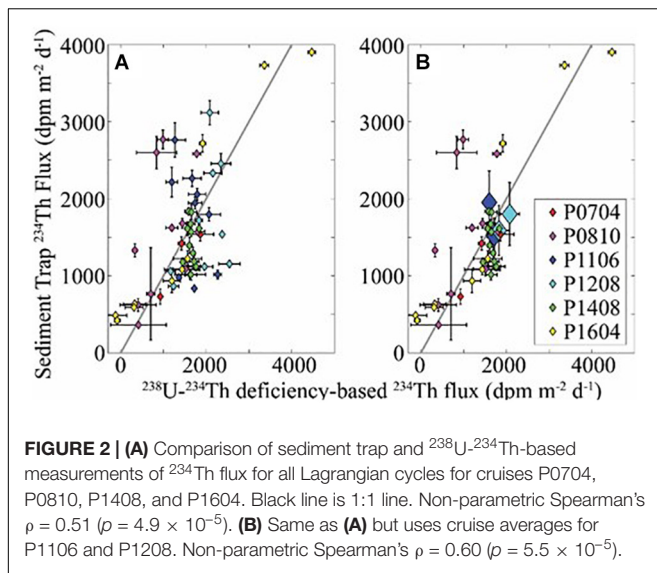 A
B
4000
3000
2000
1000
0
Sediment Trap ²³⁴Th Flux (dpm m⁻² d⁻¹)
4000
3000
2000
1000
0
P0704
P0810
P1106
P1208
P1408
P1604
0 2000 4000
0 2000 4000
²³⁸U-²³⁴Th deficiency-based ²³⁴Th flux (dpm m⁻² d⁻¹)
FIGURE 2 | (A) Comparison of sediment trap and ²³⁸U-²³⁴Th-based
measurements of ²³⁴Th flux for all Lagrangian cycles for cruises P0704,
P0810, P1408, and P1604. Black line is 1:1 line. Non-parametric Spearman's
ρ = 0.51 (p = 4.9 × 10⁻⁵). (B) Same as (A) but uses cruise averages for
P1106 and P1208. Non-parametric Spearman's ρ = 0.60 (p = 5.5 × 10⁻⁵).